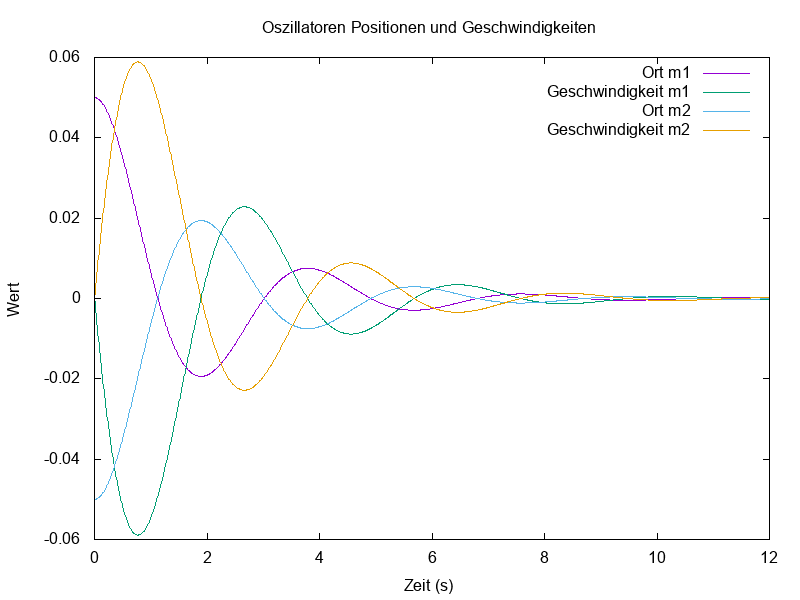 Oszillatoren Positionen und Geschwindigkeiten
0.06
0.04
0.02
0
-0.02
-0.04
-0.06
Wert
Ort m1
Geschwindigkeit m1
Ort m2
Geschwindigkeit m2
0 2 4 6 8 10 12
Zeit (s)